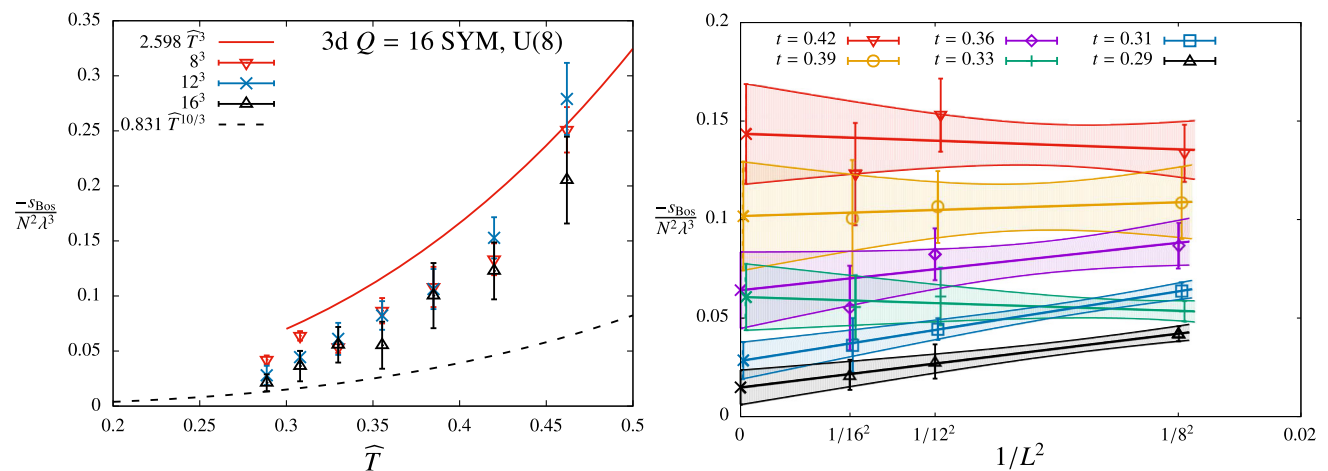 0.35
0.3
0.25
0.2
0.15
0.1
0.05
0
0.2
0.25
0.3
0.35
0.4
0.45
0.5
3d Q = 16 SYM, U(8)
2.598 T̂³
8³
12³
16³
0.831 T̂^{10/3}
−s_Bos / N²λ³
T̂
0.2
0.15
0.1
0.05
0
0
1/16²
1/12²
1/8²
0.02
t = 0.42
t = 0.36
t = 0.31
t = 0.39
t = 0.33
t = 0.29
−s_Bos / N²λ³
1/L²